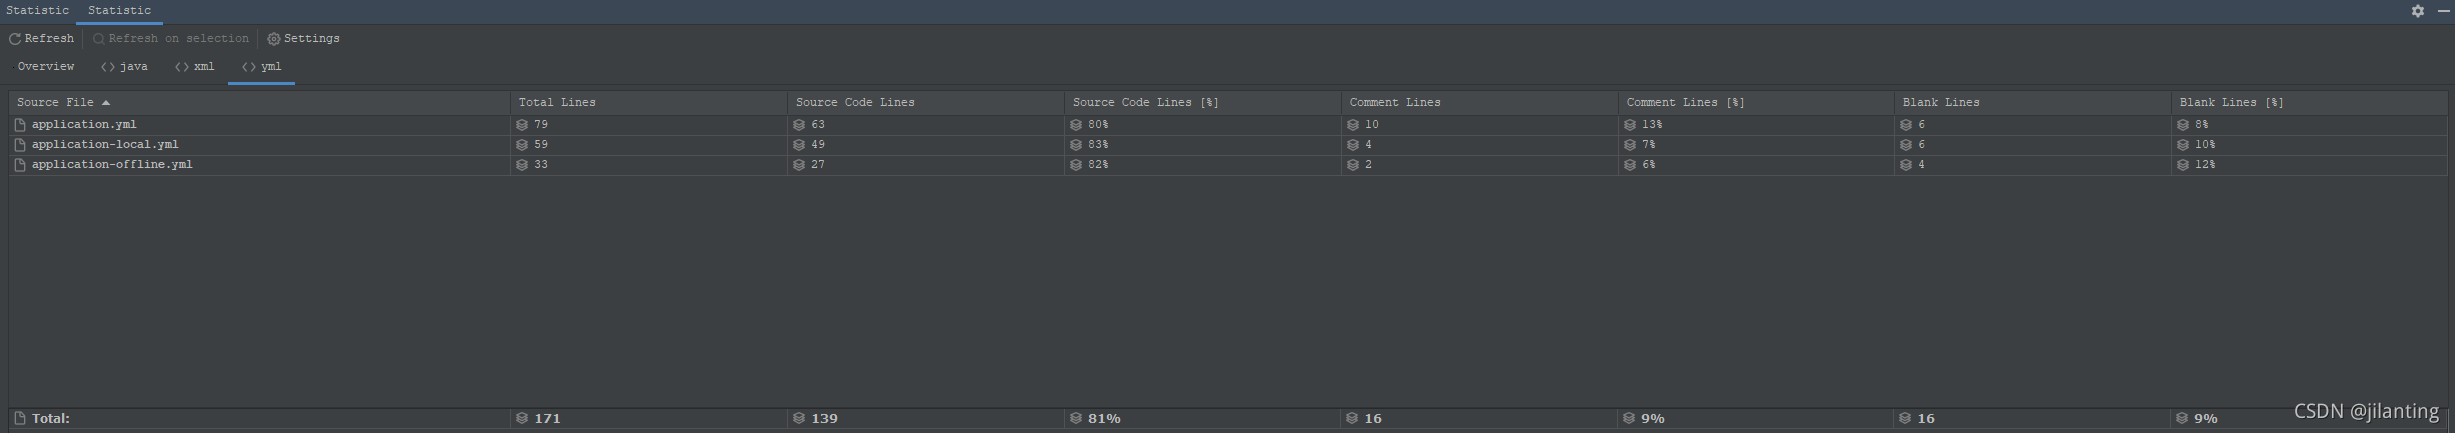 Statistic Statistic
Refresh Refresh on selection Settings
Overview <> java <> xml <> yml
Source File Total Lines Source Code Lines Source Code Lines [%] Comment Lines Comment Lines [%] Blank Lines Blank Lines [%]
application.yml 79 63 80% 10 13% 6 8%
application-local.yml 59 49 83% 4 7% 6 10%
application-offline.yml 33 27 82% 2 6% 4 12%
Total: 171 139 81% 16 9% 16 9%
CSDN @jilanting